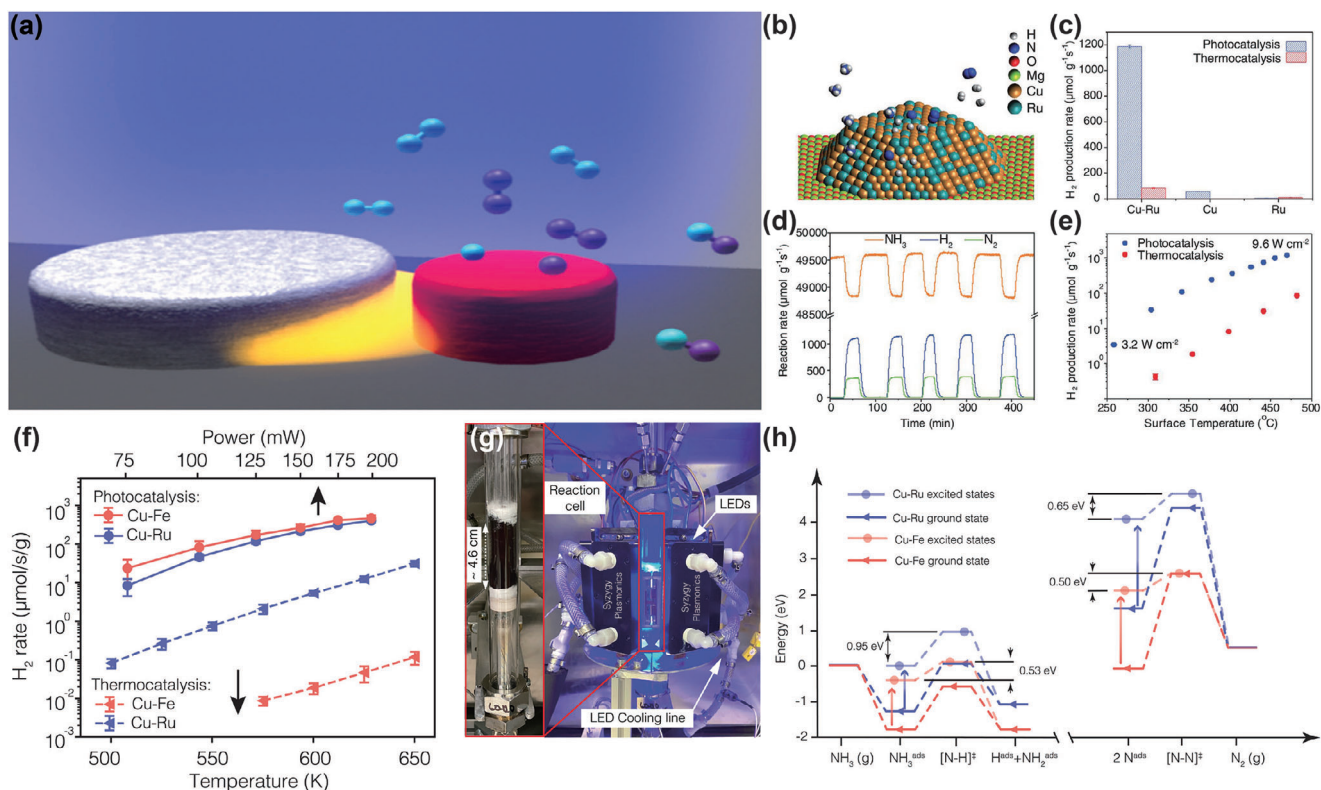 (a)
(b)
H
N
O
Mg
Cu
Ru
(c)
Photocatalysis
Thermocatalysis
H₂ production rate (µmol g⁻¹s⁻¹)
1200
1000
800
600
400
200
0
Cu-Ru Cu Ru
(d)
NH₃ H₂ N₂
Reaction rate (µmol g⁻¹s⁻¹)
50000
49500
49000
48500
1000
500
0
0 100 200 300 400
Time (min)
(e)
Photocatalysis 9.6 W cm⁻²
Thermocatalysis
3.2 W cm⁻²
H₂ production rate (µmol g⁻¹s⁻¹)
10³
10²
10¹
10⁰
250 300 350 400 450 500
Surface Temperature (°C)
(f)
Power (mW)
75 100 125 150 175 200
Photocatalysis:
Cu-Fe
Cu-Ru
Thermocatalysis:
Cu-Fe
Cu-Ru
H₂ rate (µmol/s/g)
10³
10²
10¹
10⁰
10⁻¹
10⁻²
10⁻³
500 550 600 650
Temperature (K)
(g)
~ 4.6 cm
Reaction cell
LEDs
Syzygy Plasmonics
Syzygy Plasmonics
LED Cooling line
(h)
Cu-Ru excited states
Cu-Ru ground state
Cu-Fe excited states
Cu-Fe ground state
Energy (eV)
4
2
0
-1
-2
0.95 eV
0.53 eV
0.65 eV
0.50 eV
NH₃ (g) NH₃ᵃᵈˢ [N-H]‡ Hᵃᵈˢ+NH₂ᵃᵈˢ 2 Nᵃᵈˢ [N-N]‡ N₂ (g)